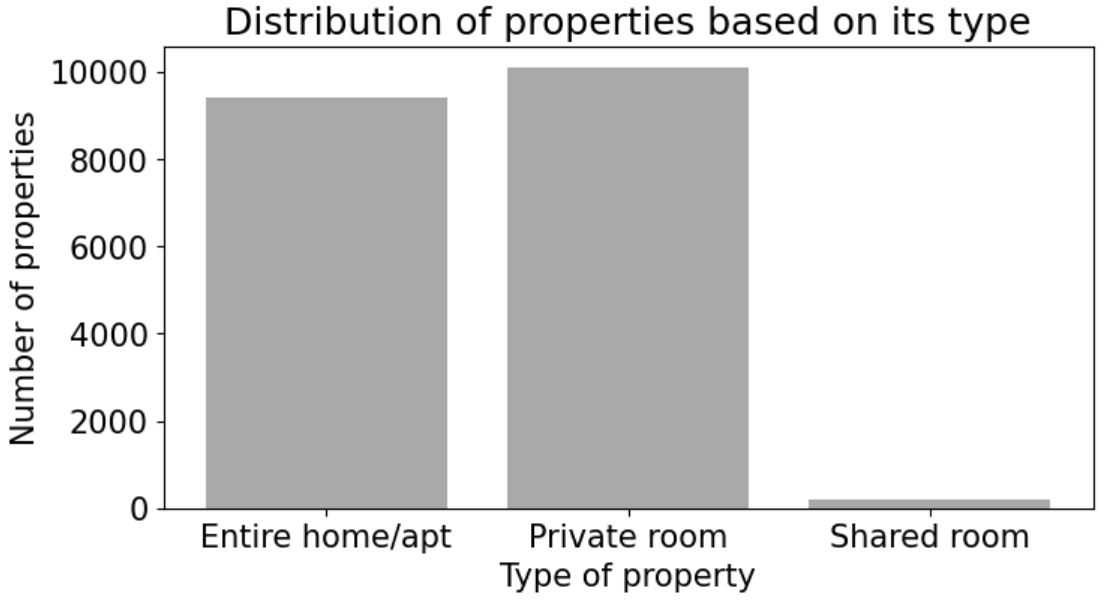 Distribution of properties based on its type
Number of properties
10000
8000
6000
4000
2000
0
Entire home/apt Private room Shared room
Type of property